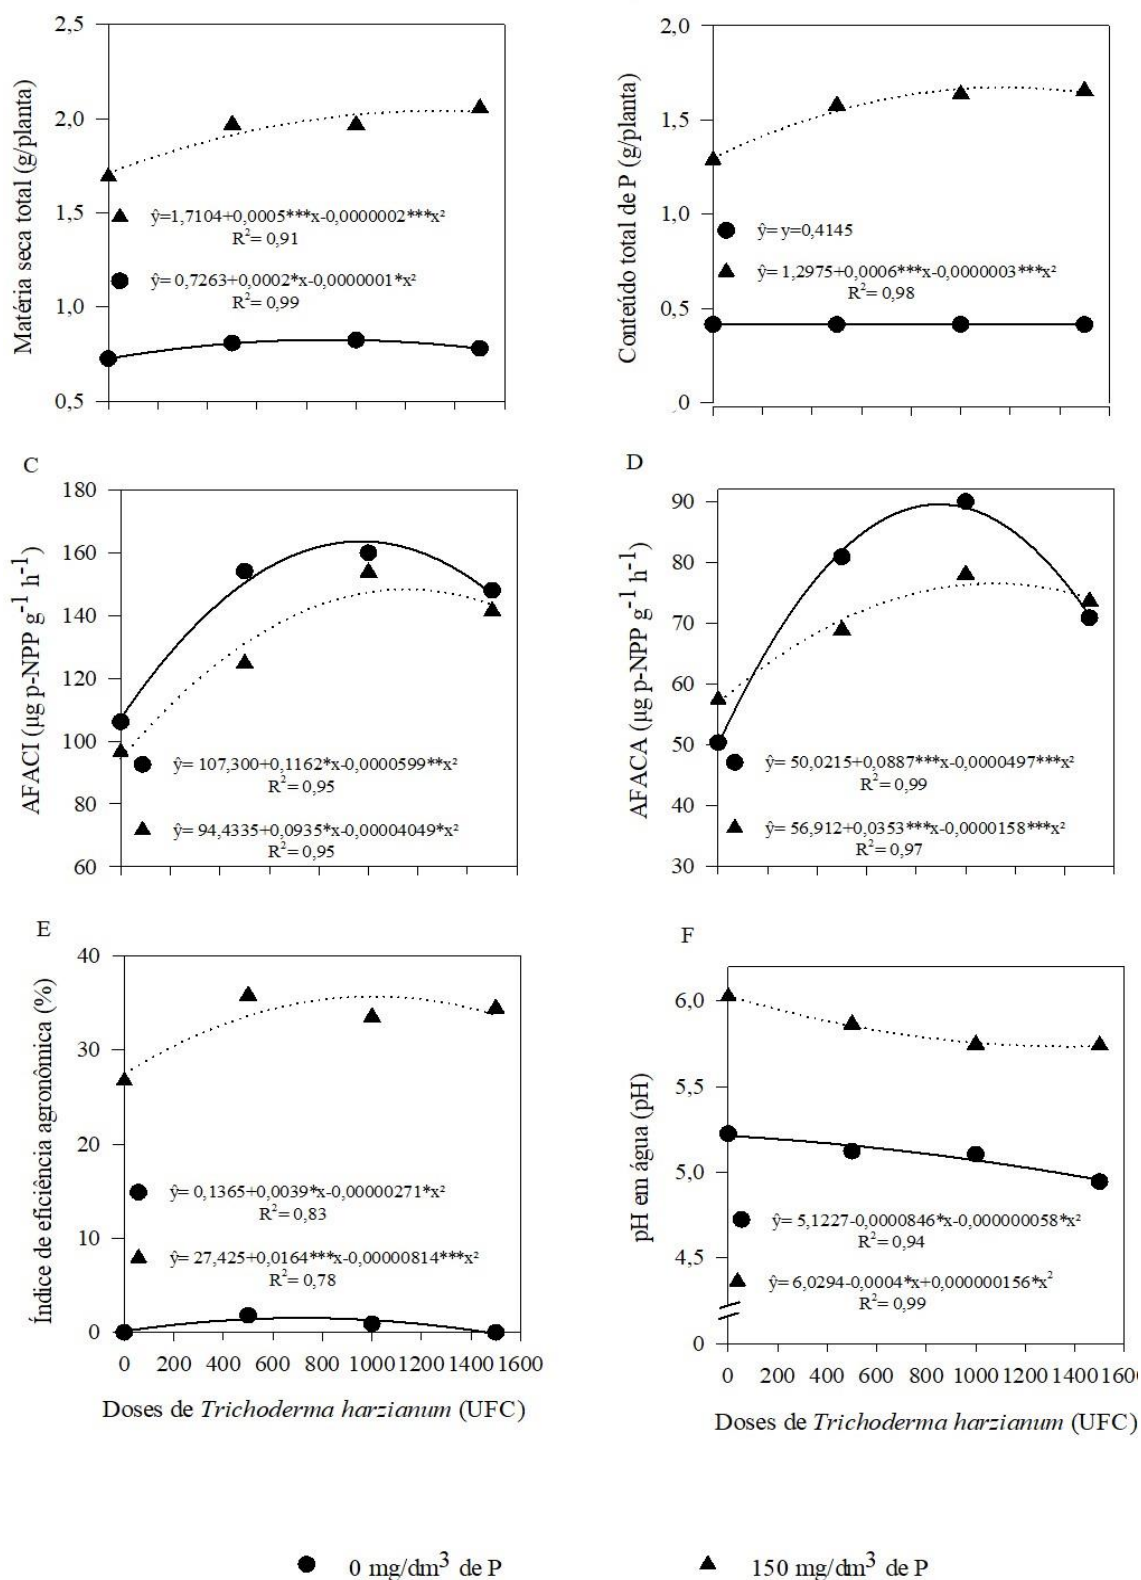 2,5
2,0
1,5
1,0
0,5
Matéria seca total (g/planta)
ŷ=1,7104+0,0005***x-0,0000002***x²
R²= 0,91
ŷ= 0,7263+0,0002*x-0,0000001*x²
R²= 0,99
2,0
1,5
1,0
0,5
0
Conteúdo total de P (g/planta)
ŷ= y=0,4145
ŷ= 1,2975+0,0006***x-0,0000003***x²
R²= 0,98
C
180
160
140
120
100
80
60
AFACI (µg p-NPP g⁻¹ h⁻¹)
ŷ= 107,300+0,1162*x-0,0000599**x²
R²= 0,95
ŷ= 94,4335+0,0935*x-0,00004049*x²
R²= 0,95
D
90
80
70
60
50
40
30
AFACA (µg p-NPP g⁻¹ h⁻¹)
ŷ= 50,0215+0,0887***x-0,0000497***x²
R²= 0,99
ŷ= 56,912+0,0353***x-0,0000158***x²
R²= 0,97
E
40
30
20
10
0
Índice de eficiência agronômica (%)
ŷ= 0,1365+0,0039*x-0,00000271*x²
R²= 0,83
ŷ= 27,425+0,0164***x-0,00000814***x²
R²= 0,78
0 200 400 600 800 1000 1200 1400 1600
Doses de Trichoderma harzianum (UFC)
F
6,0
5,5
5,0
4,5
0
pH em água (pH)
ŷ= 5,1227-0,0000846*x-0,000000058*x²
R²= 0,94
ŷ= 6,0294-0,0004*x+0,000000156*x²
R²= 0,99
0 200 400 600 800 1000 1200 1400
Doses de Trichoderma harzianum (UFC)
0 mg/dm³ de P
150 mg/dm³ de P